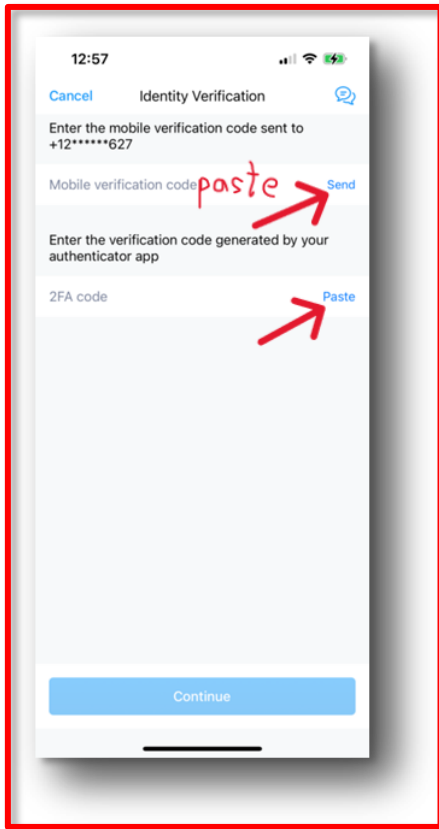 12:57
Cancel Identity Verification
Enter the mobile verification code sent to
+12******627
Mobile verification code paste Send
Enter the verification code generated by your
authenticator app
2FA code Paste
Continue